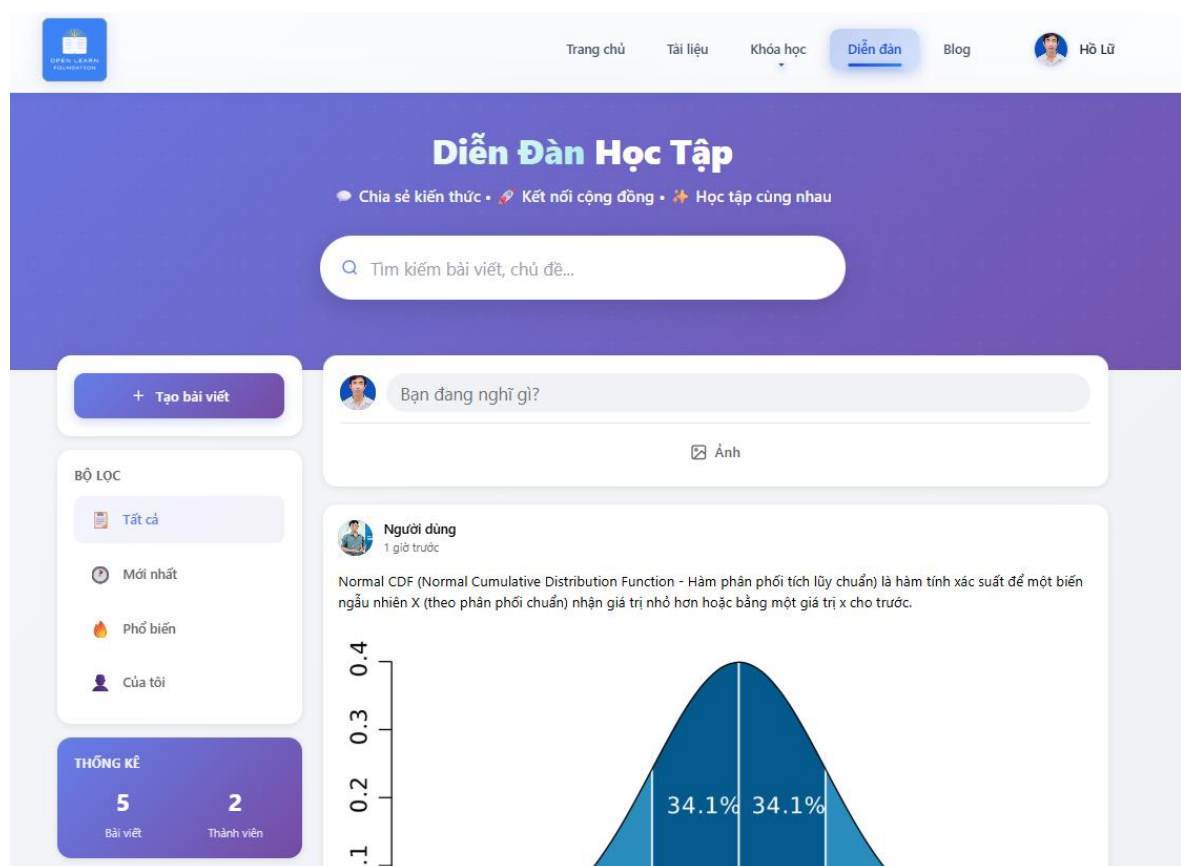 OPEN LEARN
FOUNDATION
Trang chủ
Tài liệu
Khóa học
Diễn đàn
Blog
Hồ Lữ
Diễn Đàn Học Tập
Chia sẻ kiến thức • Kết nối cộng đồng • Học tập cùng nhau
Tìm kiếm bài viết, chủ đề...
+ Tạo bài viết
BỘ LỌC
Tất cả
Mới nhất
Phổ biến
Của tôi
THỐNG KÊ
5
2
Bài viết
Thành viên
Bạn đang nghĩ gì?
Ảnh
Người dùng
1 giờ trước
Normal CDF (Normal Cumulative Distribution Function - Hàm phân phối tích lũy chuẩn) là hàm tính xác suất để một biến
ngẫu nhiên X (theo phân phối chuẩn) nhận giá trị nhỏ hơn hoặc bằng một giá trị x cho trước.
0.4
0.3
0.2
34.1% 34.1%